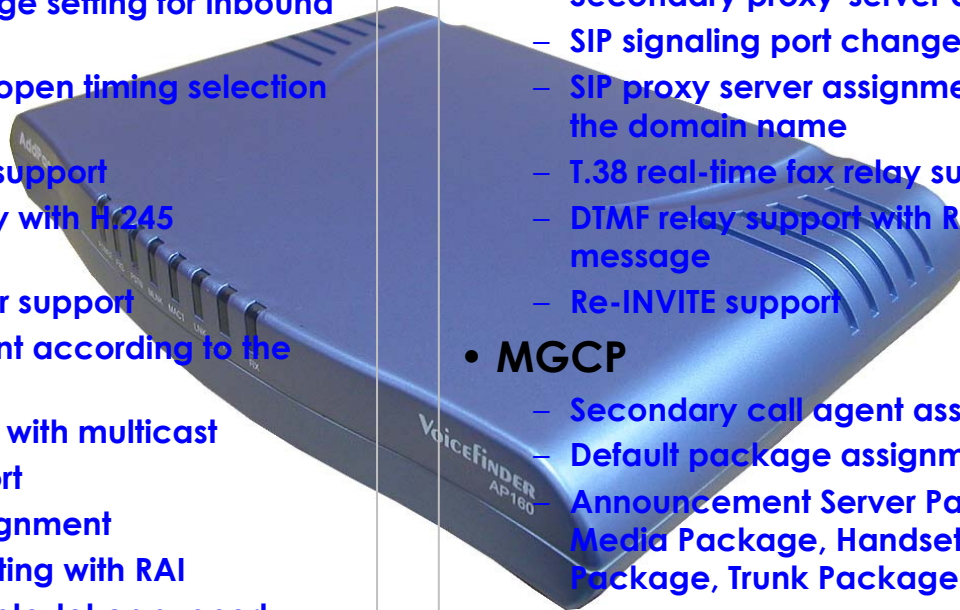 ge setting for inbound
open timing selection
support
y with H.245
r support
nt according to the
with multicast
rt
gnment
ting with RAI
Secondary proxy server
– SIP signaling port change
– SIP proxy server assignme
the domain name
– T.38 real-time fax relay su
– DTMF relay support with R
message
– Re-INVITE support
• MGCP
– Secondary call agent ass
– Default package assignm
– Announcement Server Pa
Media Package, Handset
Package, Trunk Package
VoiceFinder
AP160